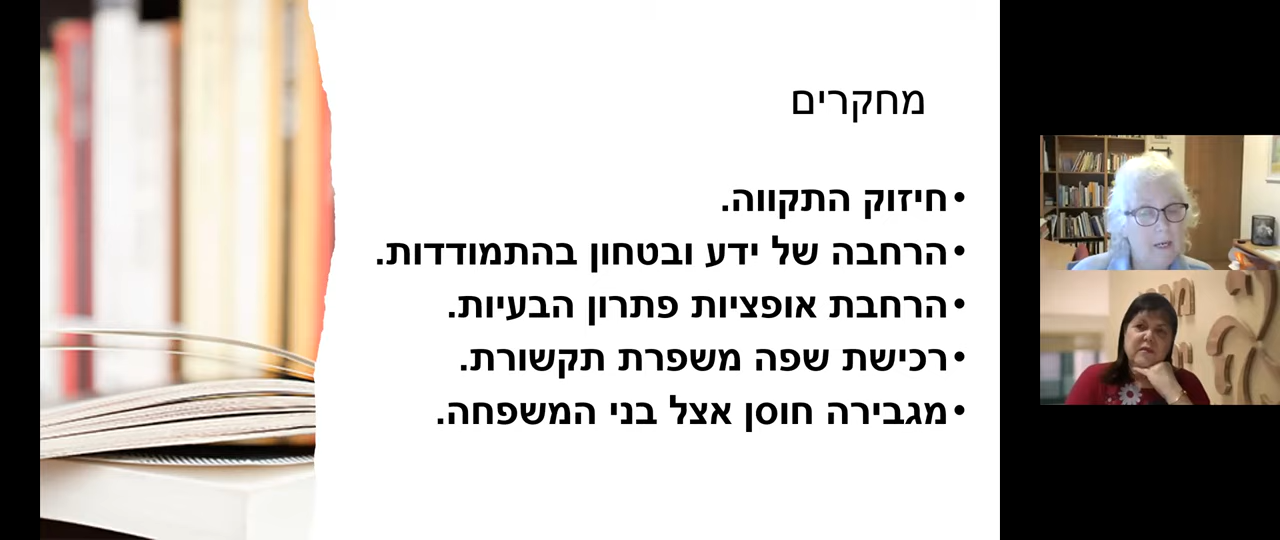 מחקרים
•חיזוק התקווה.
•הרחבה של ידע ובטחון בהתמודדות.
•הרחבת אופציות פתרון הבעיות.
•רכישת שפה משפרת תקשורת.
•מגבירה חוסן אצל בני המשפחה.